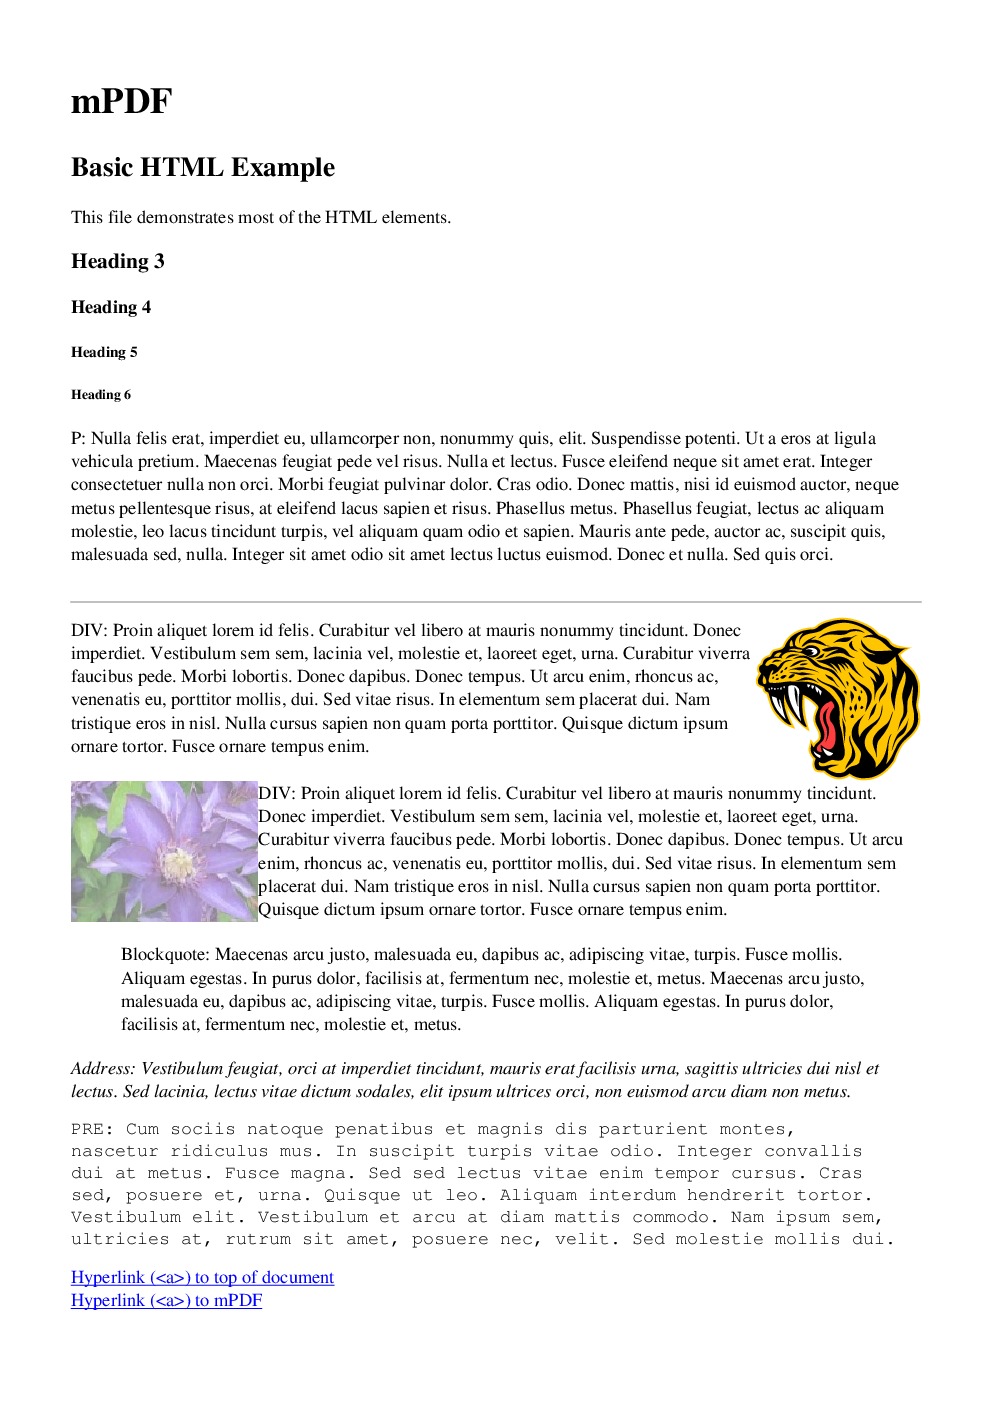 mPDF
Basic HTML Example
This file demonstrates most of the HTML elements.
Heading 3
Heading 4
Heading 5
Heading 6
P: Nulla felis erat, imperdiet eu, ullamcorper non, nonummy quis, elit. Suspendisse potenti. Ut a eros at ligula
vehicula pretium. Maecenas feugiat pede vel risus. Nulla et lectus. Fusce eleifend neque sit amet erat. Integer
consectetuer nulla non orci. Morbi feugiat pulvinar dolor. Cras odio. Donec mattis, nisi id euismod auctor, neque
metus pellentesque risus, at eleifend lacus sapien et risus. Phasellus metus. Phasellus feugiat, lectus ac aliquam
molestie, leo lacus tincidunt turpis, vel aliquam quam odio et sapien. Mauris ante pede, auctor ac, suscipit quis,
malesuada sed, nulla. Integer sit amet odio sit amet lectus luctus euismod. Donec et nulla. Sed quis orci.
DIV: Proin aliquet lorem id felis. Curabitur vel libero at mauris nonummy tincidunt. Donec
imperdiet. Vestibulum sem sem, lacinia vel, molestie et, laoreet eget, urna. Curabitur viverra
faucibus pede. Morbi lobortis. Donec dapibus. Donec tempus. Ut arcu enim, rhoncus ac,
venenatis eu, porttitor mollis, dui. Sed vitae risus. In elementum sem placerat dui. Nam
tristique eros in nisl. Nulla cursus sapien non quam porta porttitor. Quisque dictum ipsum
ornare tortor. Fusce ornare tempus enim.
DIV: Proin aliquet lorem id felis. Curabitur vel libero at mauris nonummy tincidunt.
Donec imperdiet. Vestibulum sem sem, lacinia vel, molestie et, laoreet eget, urna.
Curabitur viverra faucibus pede. Morbi lobortis. Donec dapibus. Donec tempus. Ut arcu
enim, rhoncus ac, venenatis eu, porttitor mollis, dui. Sed vitae risus. In elementum sem
placerat dui. Nam tristique eros in nisl. Nulla cursus sapien non quam porta porttitor.
Quisque dictum ipsum ornare tortor. Fusce ornare tempus enim.
Blockquote: Maecenas arcu justo, malesuada eu, dapibus ac, adipiscing vitae, turpis. Fusce mollis.
Aliquam egestas. In purus dolor, facilisis at, fermentum nec, molestie et, metus. Maecenas arcu justo,
malesuada eu, dapibus ac, adipiscing vitae, turpis. Fusce mollis. Aliquam egestas. In purus dolor,
facilisis at, fermentum nec, molestie et, metus.
Address: Vestibulum feugiat, orci at imperdiet tincidunt, mauris erat facilisis urna, sagittis ultricies dui nisl et
lectus. Sed lacinia, lectus vitae dictum sodales, elit ipsum ultrices orci, non euismod arcu diam non metus.
PRE: Cum sociis natoque penatibus et magnis dis parturient montes,
nascetur ridiculus mus. In suscipit turpis vitae odio. Integer convallis
dui at metus. Fusce magna. Sed sed lectus vitae enim tempor cursus. Cras
sed, posuere et, urna. Quisque ut leo. Aliquam interdum hendrerit tortor.
Vestibulum elit. Vestibulum et arcu at diam mattis commodo. Nam ipsum sem,
ultricies at, rutrum sit amet, posuere nec, velit. Sed molestie mollis dui.
Hyperlink (<a>) to top of document
Hyperlink (<a>) to mPDF